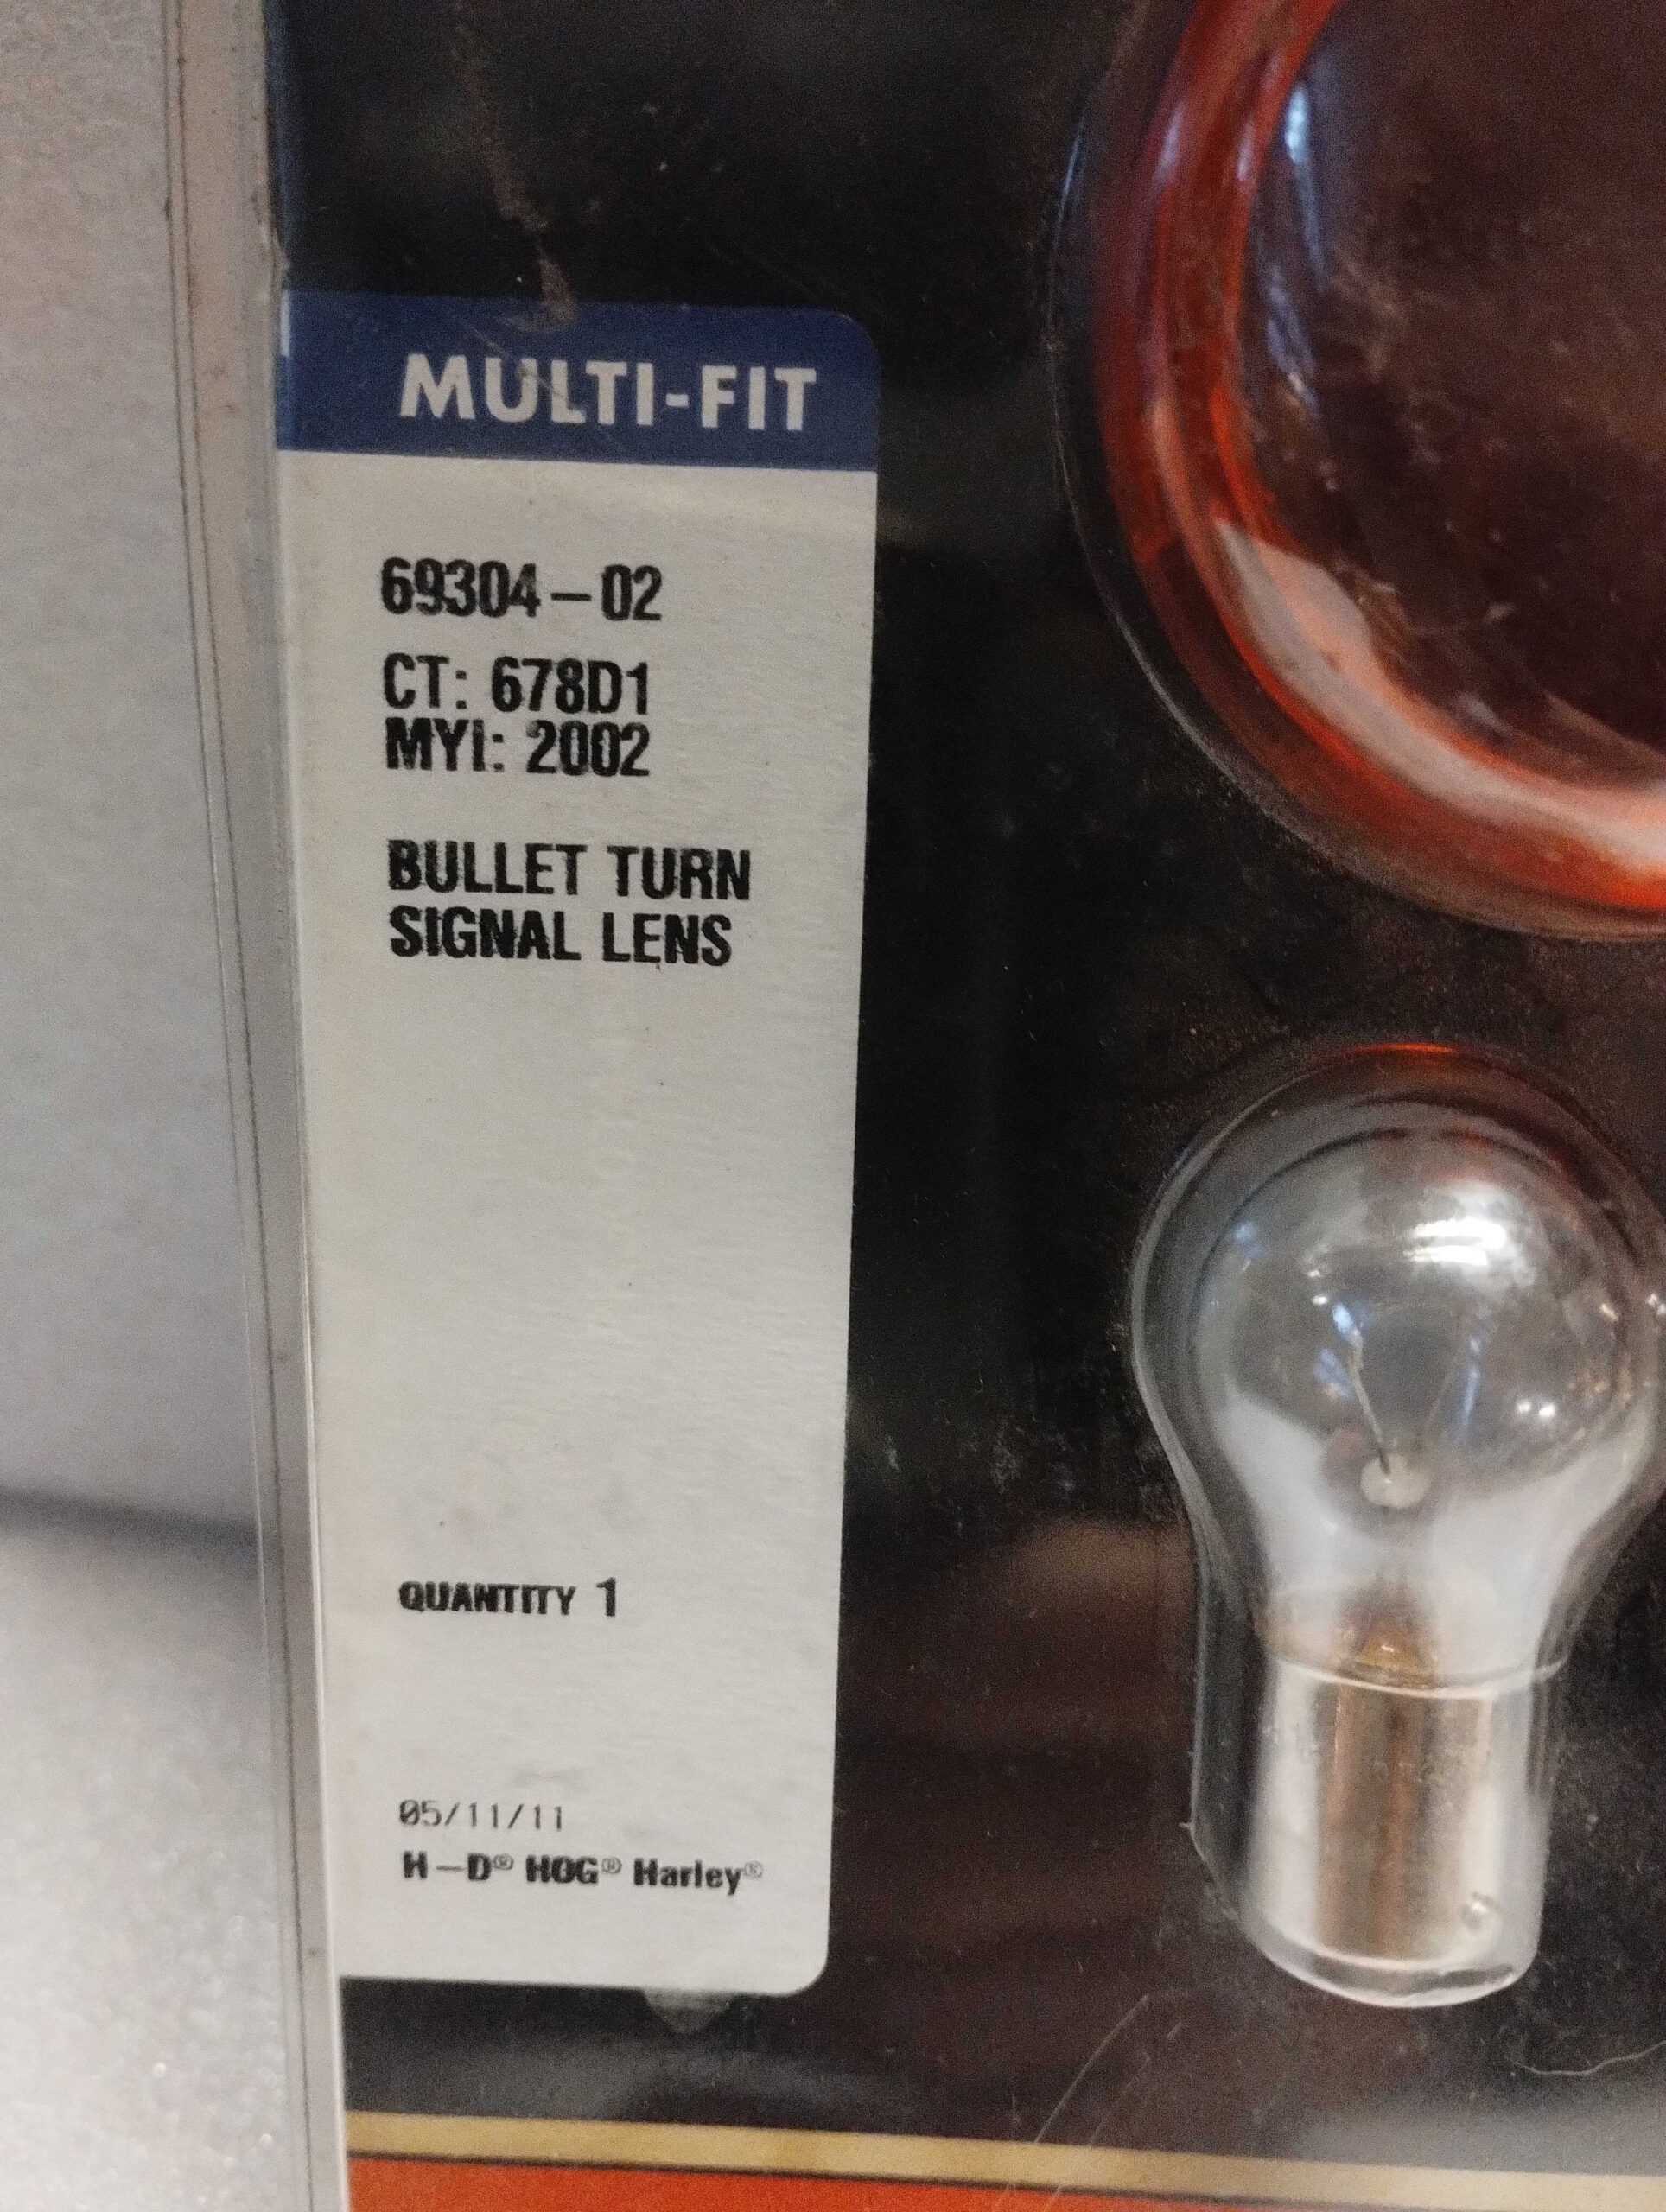 MULTI-FIT
69304-02
CT: 678D1
MYI: 2002
BULLET TURN
SIGNAL LENS
QUANTITY 1
05/11/11
H-D® HOG® Harley®